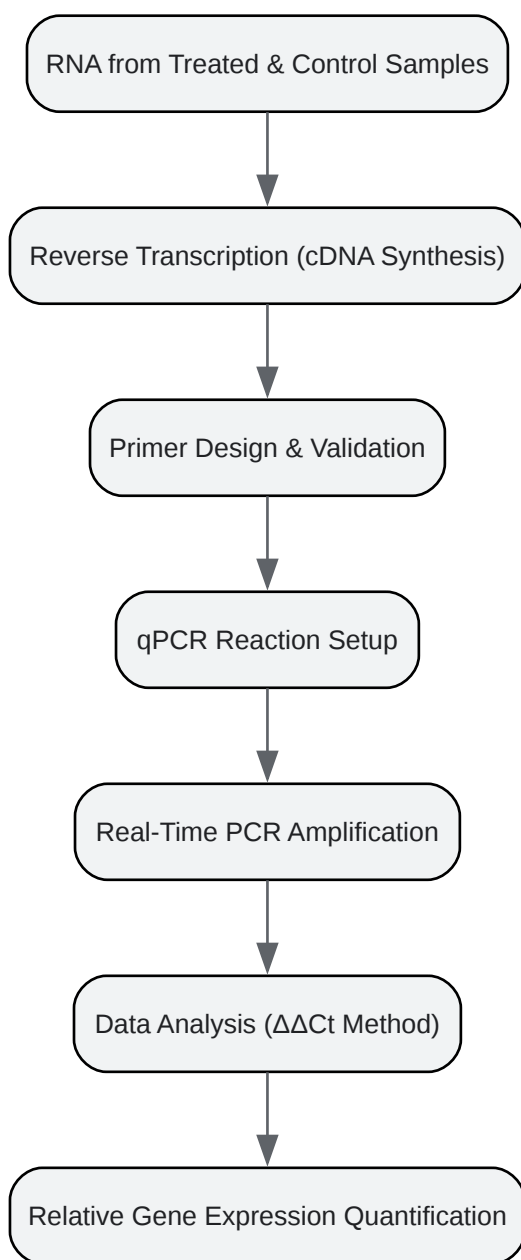 RNA from Treated & Control Samples
Reverse Transcription (cDNA Synthesis)
Primer Design & Validation
qPCR Reaction Setup
Real-Time PCR Amplification
Data Analysis (ΔΔCt Method)
Relative Gene Expression Quantification